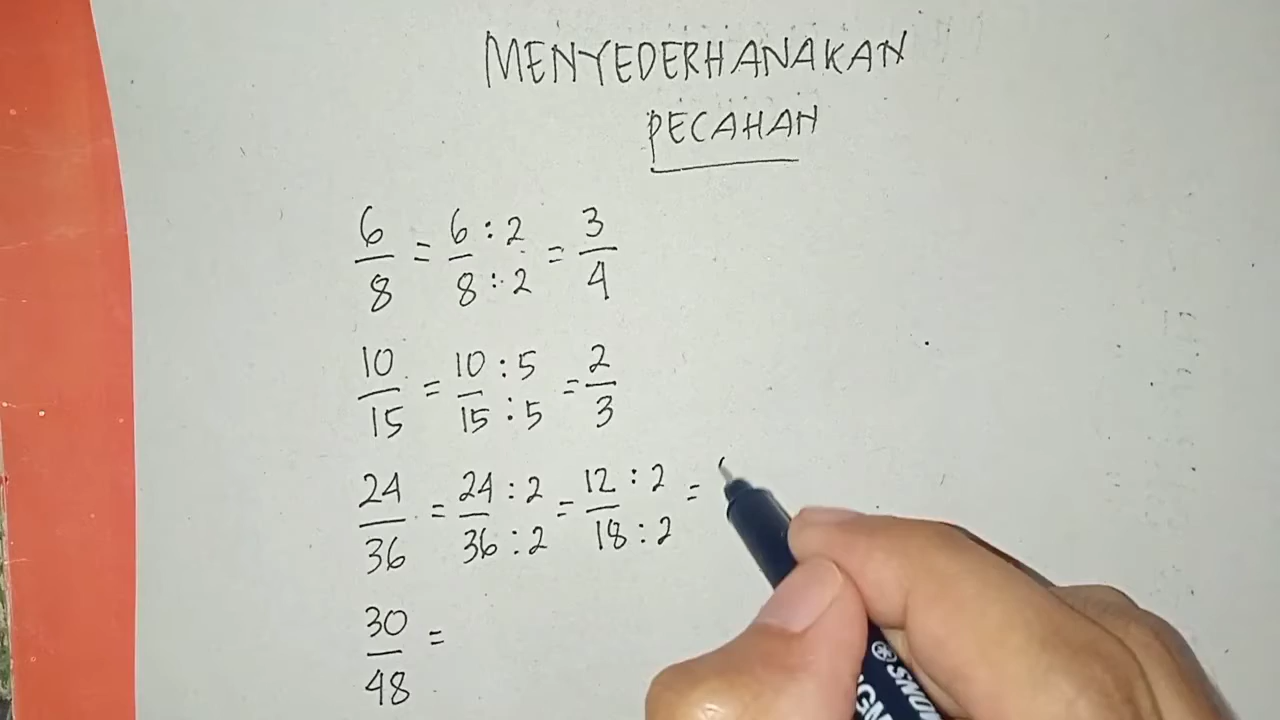 MENYEDERHANAKAN
PECAHAN
6/8 = 6 : 2 / 8 : 2 = 3/4
10/15 = 10 : 5 / 15 : 5 = 2/3
24/36 = 24 : 2 / 36 : 2 = 12 : 2 / 18 : 2 =
30/48 =